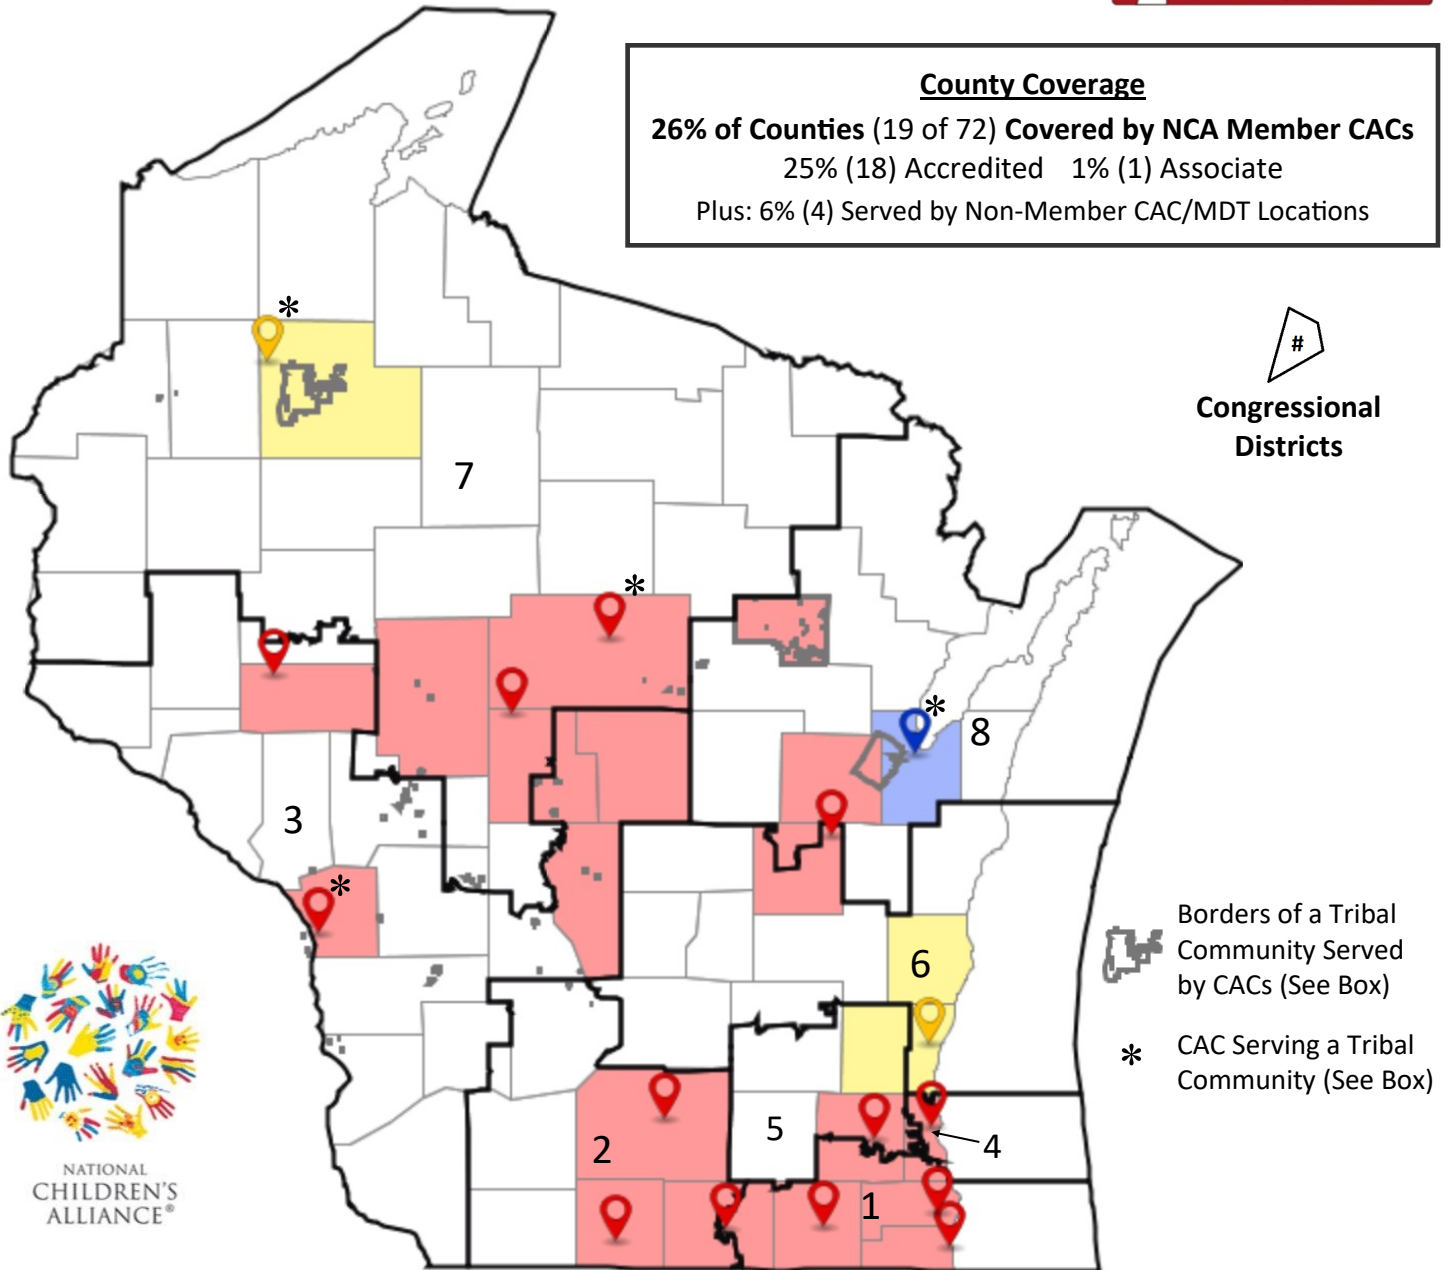 County Coverage
26% of Counties (19 of 72) Covered by NCA Member CACs
25% (18) Accredited 1% (1) Associate
Plus: 6% (4) Served by Non-Member CAC/MDT Locations
#
Congressional
Districts
*
7
*
*
8
3
*
6
Borders of a Tribal
Community Served
by CACs (See Box)
* CAC Serving a Tribal
Community (See Box)
5
4
2
1
NATIONAL
CHILDREN'S
ALLIANCE®